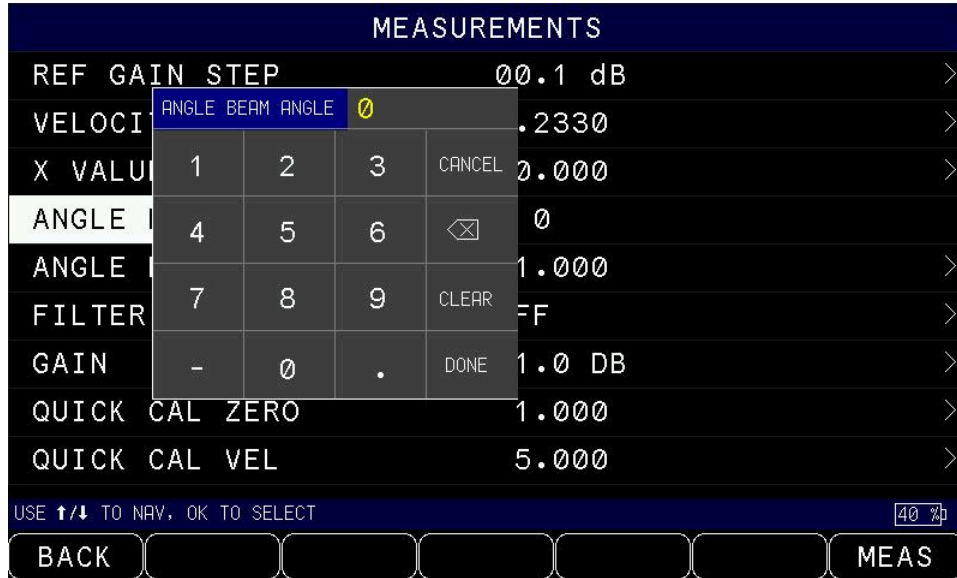 MEASUREMENTS
REF GAIN STEP 00.1 dB >
ANGLE BEAM ANGLE 0
VELOCI .2330 >
1 2 3 CANCEL
X VALU 0.000 >
ANGLE 0
4 5 6
ANGLE 1.000 >
7 8 9 CLEAR
FILTER FF >
GAIN 1.0 DB >
- 0 . DONE
QUICK CAL ZERO 1.000 >
QUICK CAL VEL 5.000 >
USE ⬆/⬇ TO NAV, OK TO SELECT 40 %
BACK MEAS